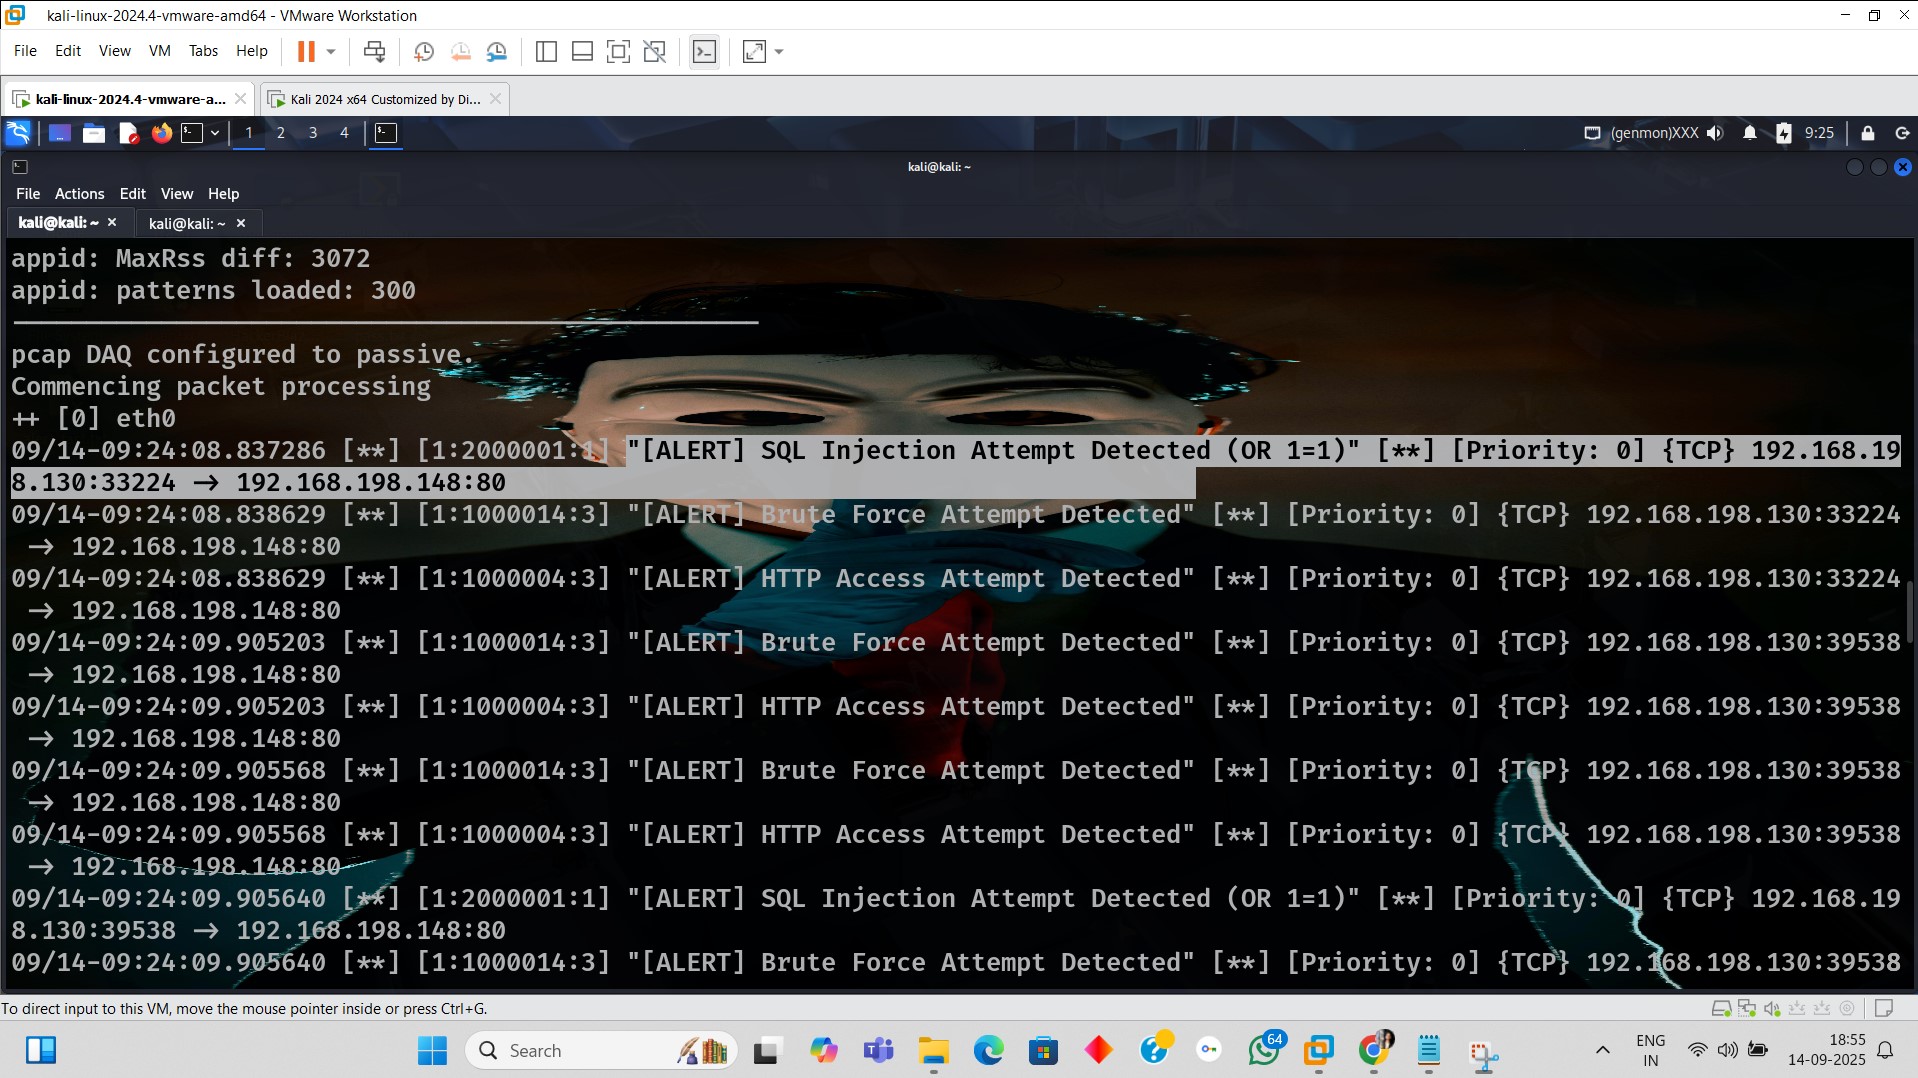 kali-linux-2024.4-vmware-amd64 - VMware Workstation
File Edit View VM Tabs Help
kali-linux-2024.4-vmware-a... Kali 2024 x64 Customized by Di...
1 2 3 4 (genmon)XXX 9:25
kali@kali: ~
File Actions Edit View Help
kali@kali: ~ kali@kali: ~
appid: MaxRss diff: 3072
appid: patterns loaded: 300
pcap DAQ configured to passive.
Commencing packet processing
++ [0] eth0
09/14-09:24:08.837286 [**] [1:2000001:1] "[ALERT] SQL Injection Attempt Detected (OR 1=1)" [**] [Priority: 0] {TCP} 192.168.19
8.130:33224 → 192.168.198.148:80
09/14-09:24:08.838629 [**] [1:1000014:3] "[ALERT] Brute Force Attempt Detected" [**] [Priority: 0] {TCP} 192.168.198.130:33224
→ 192.168.198.148:80
09/14-09:24:08.838629 [**] [1:1000004:3] "[ALERT] HTTP Access Attempt Detected" [**] [Priority: 0] {TCP} 192.168.198.130:33224
→ 192.168.198.148:80
09/14-09:24:09.905203 [**] [1:1000014:3] "[ALERT] Brute Force Attempt Detected" [**] [Priority: 0] {TCP} 192.168.198.130:39538
→ 192.168.198.148:80
09/14-09:24:09.905203 [**] [1:1000004:3] "[ALERT] HTTP Access Attempt Detected" [**] [Priority: 0] {TCP} 192.168.198.130:39538
→ 192.168.198.148:80
09/14-09:24:09.905568 [**] [1:1000014:3] "[ALERT] Brute Force Attempt Detected" [**] [Priority: 0] {TCP} 192.168.198.130:39538
→ 192.168.198.148:80
09/14-09:24:09.905568 [**] [1:1000004:3] "[ALERT] HTTP Access Attempt Detected" [**] [Priority: 0] {TCP} 192.168.198.130:39538
→ 192.168.198.148:80
09/14-09:24:09.905640 [**] [1:2000001:1] "[ALERT] SQL Injection Attempt Detected (OR 1=1)" [**] [Priority: 0] {TCP} 192.168.19
8.130:39538 → 192.168.198.148:80
09/14-09:24:09.905640 [**] [1:1000014:3] "[ALERT] Brute Force Attempt Detected" [**] [Priority: 0] {TCP} 192.168.198.130:39538
To direct input to this VM, move the mouse pointer inside or press Ctrl+G.
Search 64 ENG 18:55
IN 14-09-2025